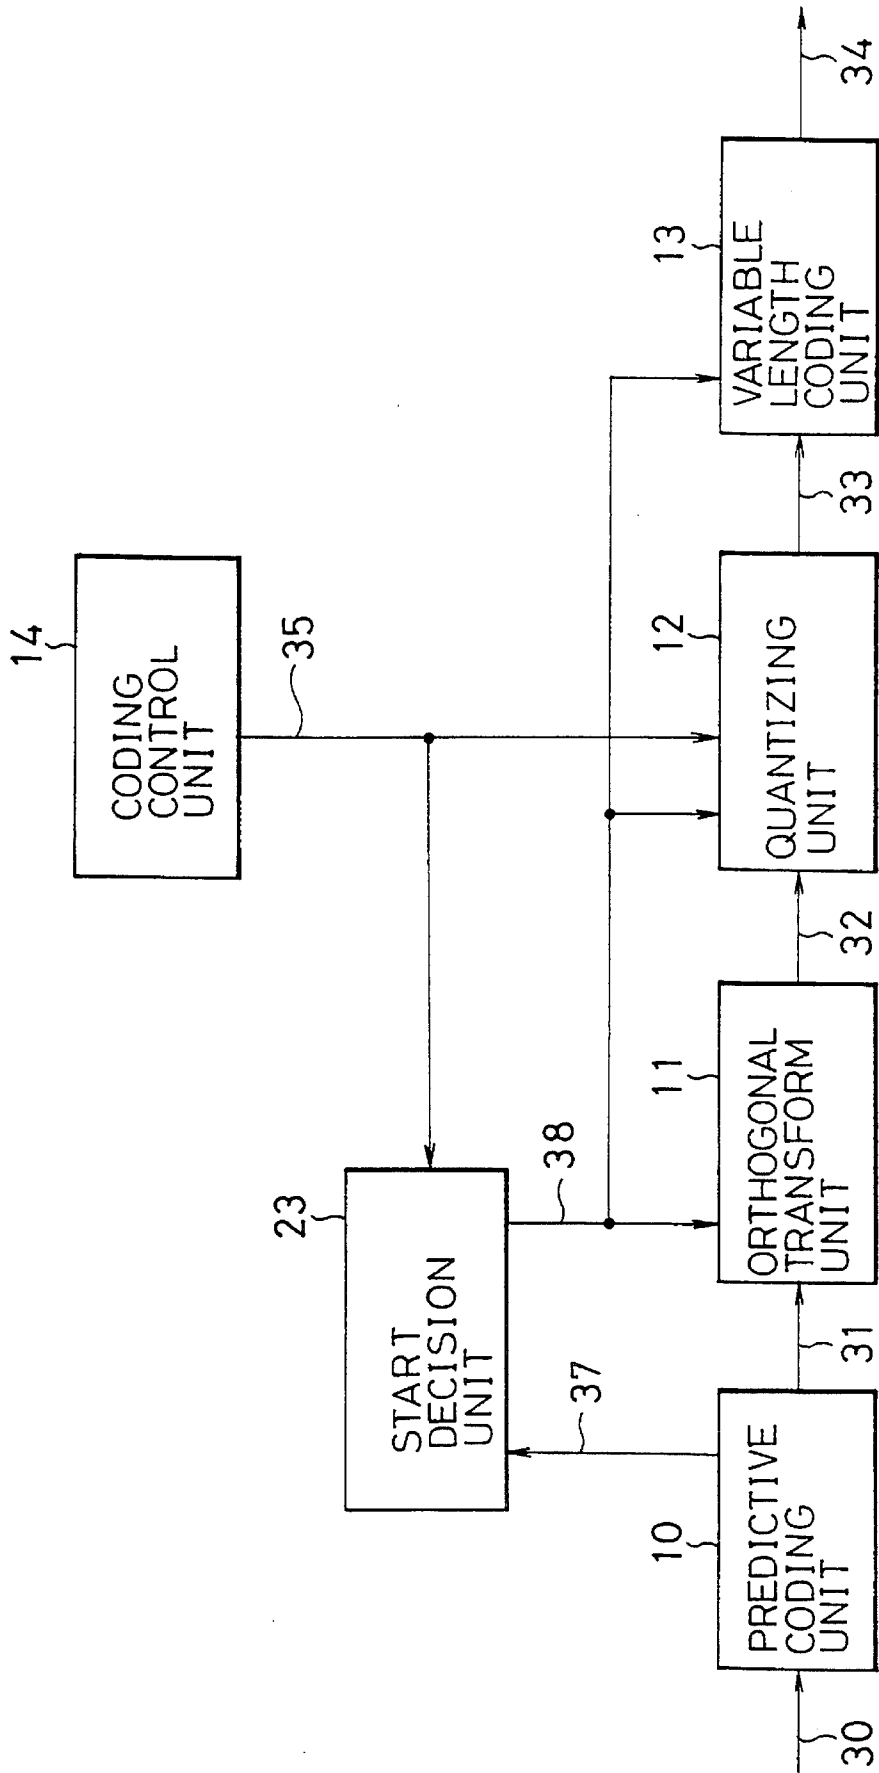 14
CODING
CONTROL
UNIT
35
23
START
DECISION
UNIT
38
37
10
PREDICTIVE
CODING
UNIT
11
ORTHOGONAL
TRANSFORM
UNIT
12
QUANTIZING
UNIT
13
VARIABLE
LENGTH
CODING
UNIT
30
31
32
33
34